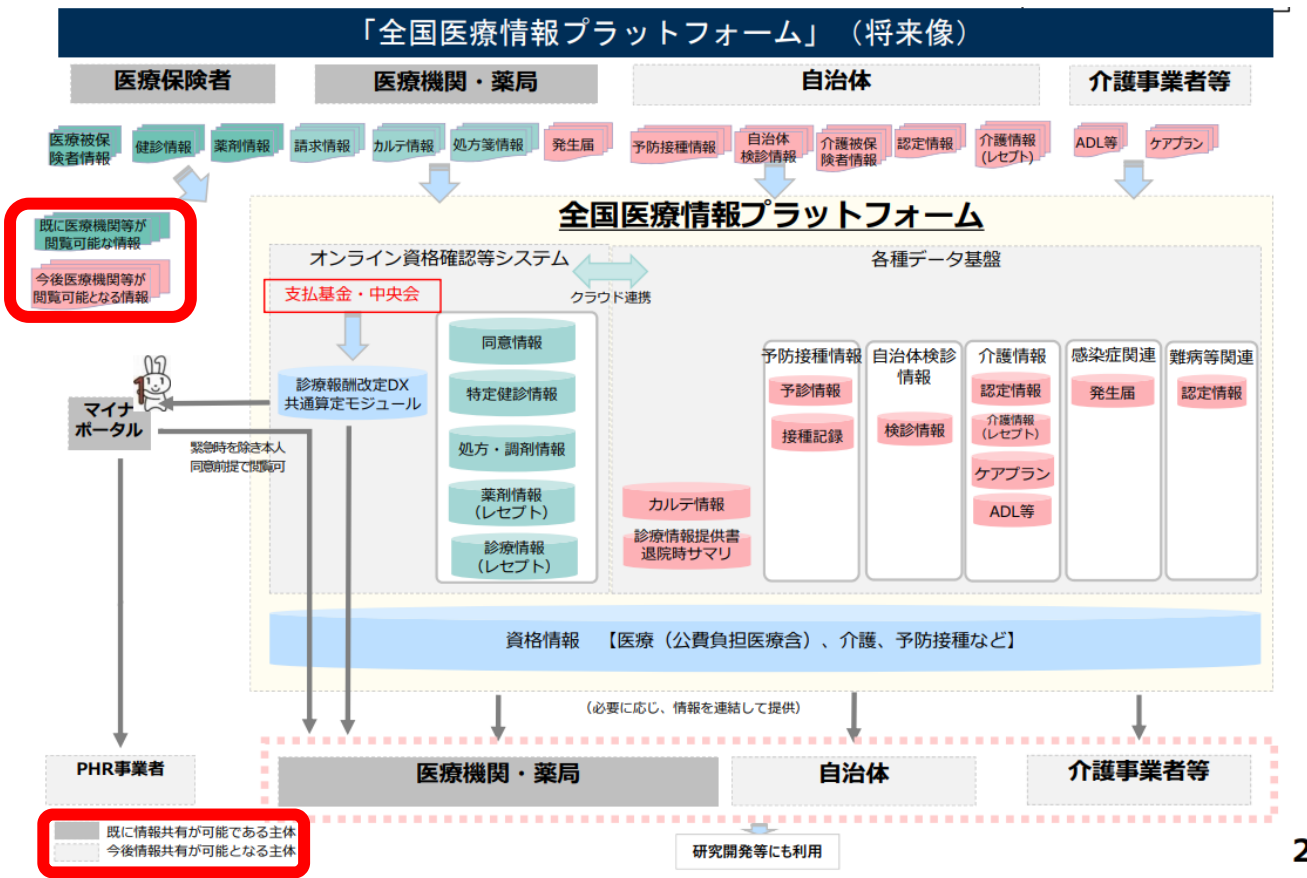 「全国医療情報プラットフォーム」（将来像）
医療保険者
医療機関・薬局
自治体
介護事業者等
医療被保
険者情報
健診情報
薬剤情報
請求情報
カルテ情報
処方箋情報
発生届
予防接種情報
自治体
検診情報
介護被保
険者情報
認定情報
介護情報
(レセプト)
ADL等
ケアプラン
既に医療機関等が
閲覧可能な情報
今後医療機関等が
閲覧可能となる情報
全国医療情報プラットフォーム
オンライン資格確認等システム
クラウド連携
各種データ基盤
支払基金・中央会
診療報酬改定DX
共通算定モジュール
同意情報
特定健診情報
処方・調剤情報
薬剤情報
(レセプト)
診療情報
(レセプト)
カルテ情報
診療情報提供書
退院時サマリ
予防接種情報
予診情報
接種記録
自治体検診
情報
検診情報
介護情報
認定情報
介護情報
(レセプト)
ケアプラン
ADL等
感染症関連
発生届
難病等関連
認定情報
マイナ
ポータル
緊急時を除き本人
同意前提で閲覧可
資格情報 【医療（公費負担医療含）、介護、予防接種など】
（必要に応じ、情報を連結して提供）
PHR事業者
医療機関・薬局
自治体
介護事業者等
既に情報共有が可能である主体
今後情報共有が可能となる主体
研究開発等にも利用
2